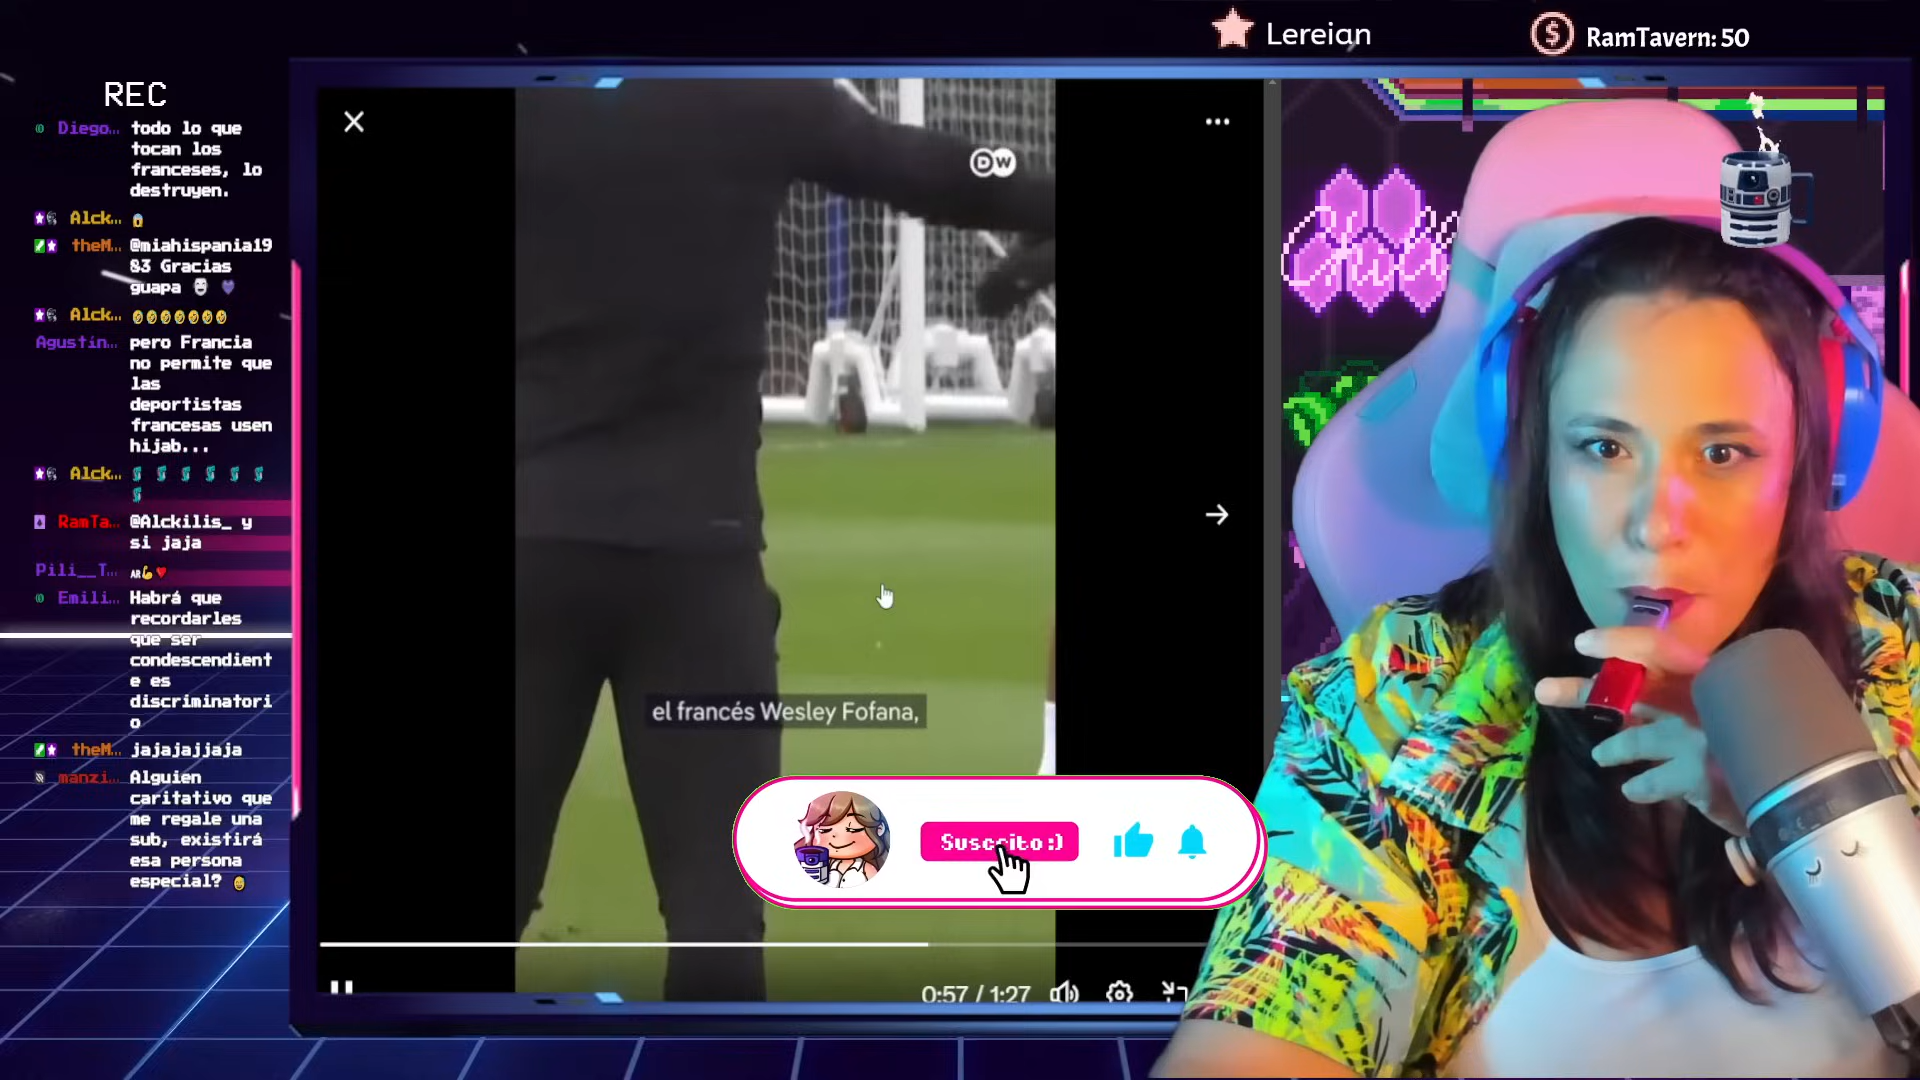 Lereian
RamTavern: 50
REC
Diego... todo lo que
tocan los
franceses, lo
destruyen.
Alck...
theM... @miahispania19
83 Gracias
guapa
Alck...
Agustin... pero Francia
no permite que
las
deportistas
francesas usen
hijab...
Alck...
RamTa... @Alckilis_ y
si jaja
Pili__T... AR
Emili... Habrá que
recordarles
que ser
condescendient
e es
discriminatori
o
theM... jajajajjaja
manzi... Alguien
caritativo que
me regale una
sub, existirá
esa persona
especial?
DW
el francés Wesley Fofana,
Suscrito :)
0:57 / 1:27